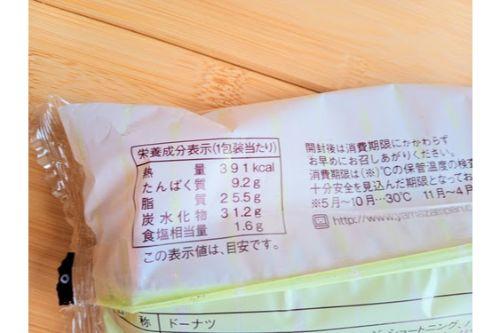 栄養成分表示(1包装当たり)
熱量 391kcal
たんぱく質 9.2g
脂質 25.5g
炭水化物 31.2g
食塩相当量 1.6g
この表示値は、目安です。
開封後は消費期限にかかわらず
お早めにお召しあがりください。
消費期限は(※)℃の保管温度の検査
十分安全を見込んだ期限となってお
※5月〜10月…30℃ 11月〜4月
http://www.yamazakipan.c
称 ドーナツ